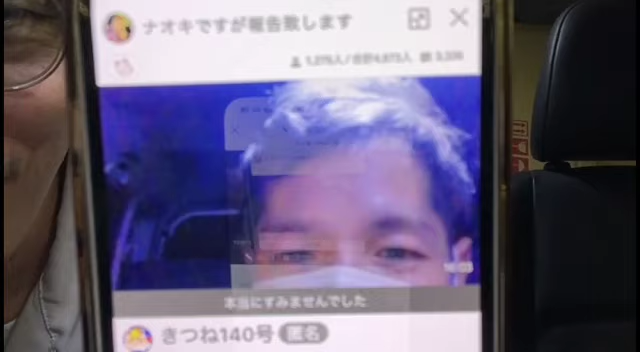 ナオキですが報告致します
本当にすみませんでした
きつね140号 匿名